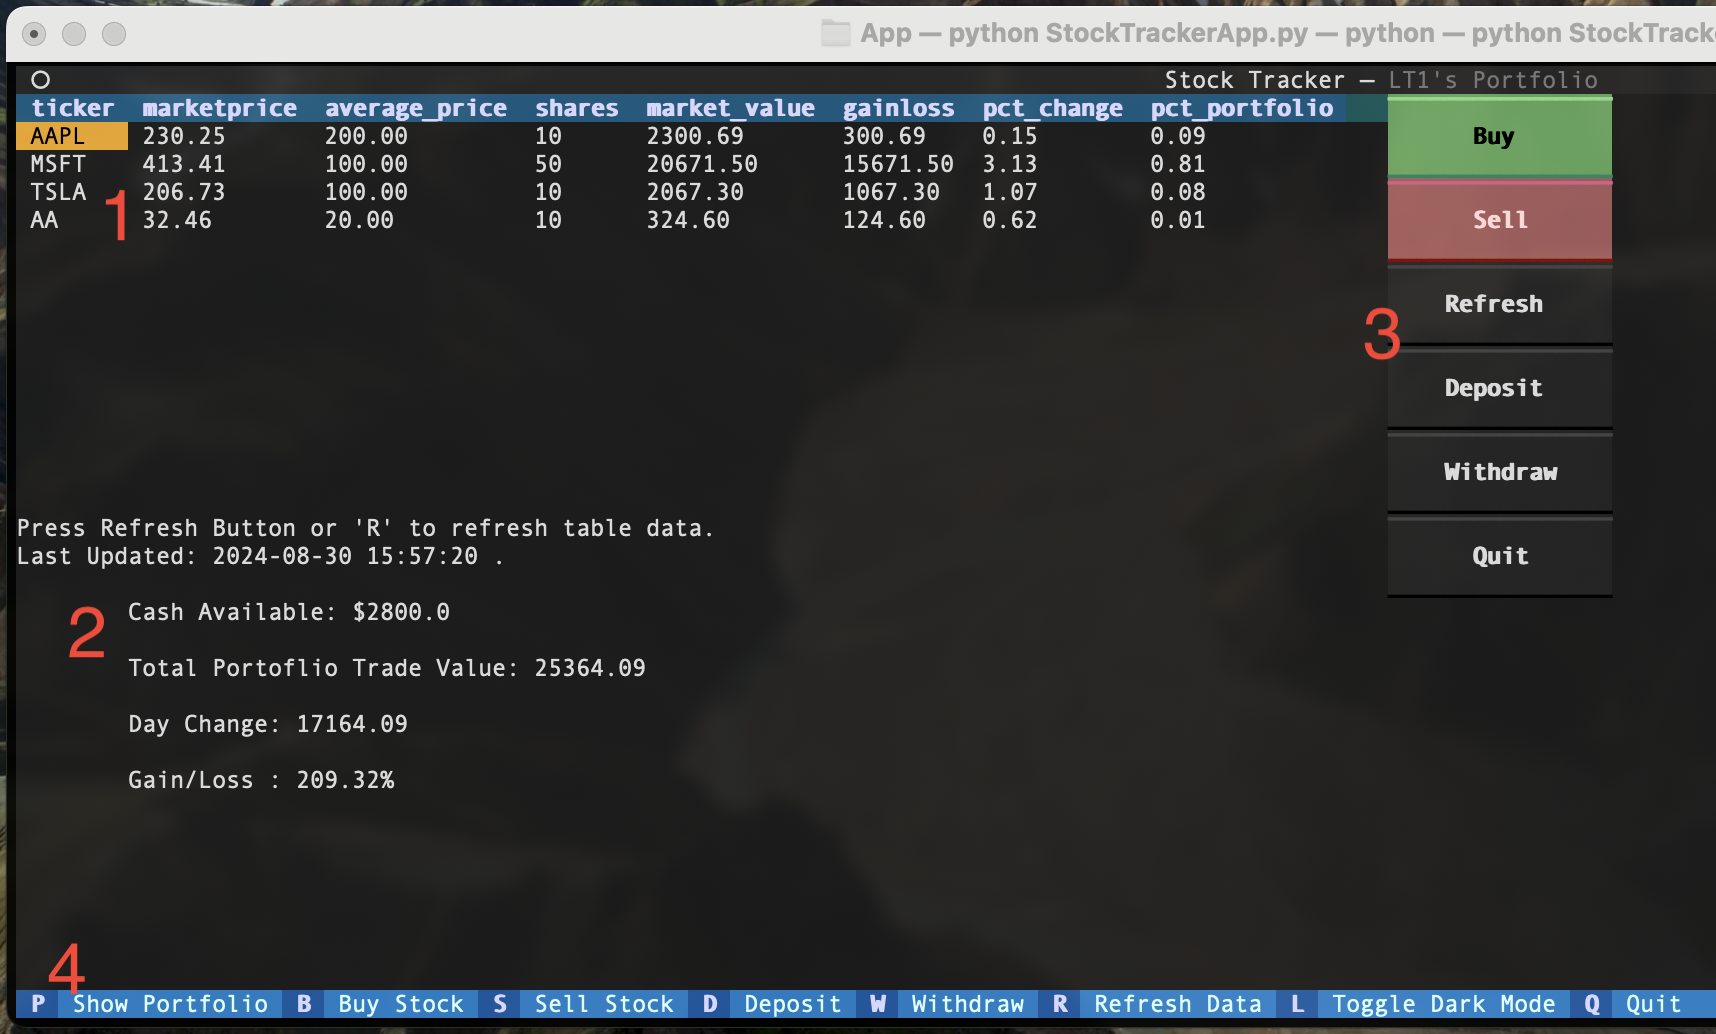 App — python StockTrackerApp.py — python — python StockTrack
Stock Tracker — LT1's Portfolio
ticker marketprice average_price shares market_value gainloss pct_change pct_portfolio
AAPL 230.25 200.00 10 2300.69 300.69 0.15 0.09
MSFT 413.41 100.00 50 20671.50 15671.50 3.13 0.81
TSLA 206.73 100.00 10 2067.30 1067.30 1.07 0.08
AA 32.46 20.00 10 324.60 124.60 0.62 0.01
1
Buy
Sell
Refresh
3
Deposit
Withdraw
Quit
Press Refresh Button or 'R' to refresh table data.
Last Updated: 2024-08-30 15:57:20 .
2
Cash Available: $2800.0
Total Portoflio Trade Value: 25364.09
Day Change: 17164.09
Gain/Loss : 209.32%
4
P Show Portfolio B Buy Stock S Sell Stock D Deposit W Withdraw R Refresh Data L Toggle Dark Mode Q Quit